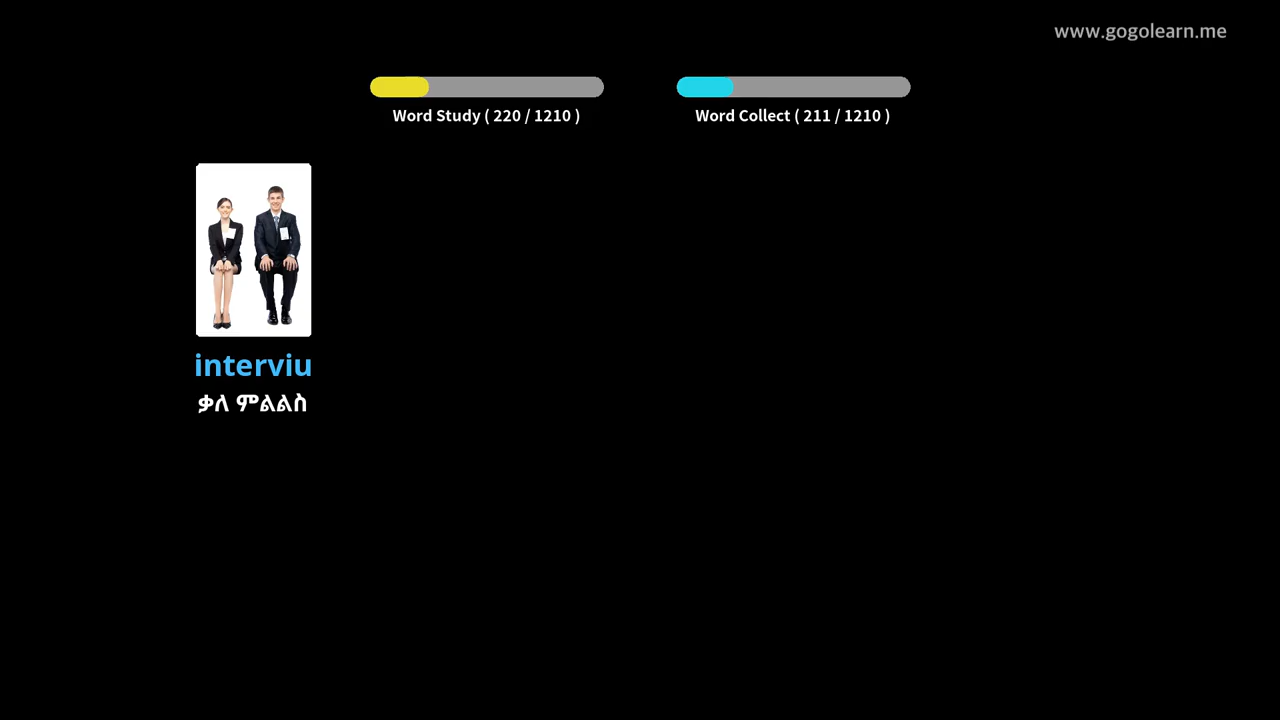 www.gogolearn.me
Word Study ( 220 / 1210 )
Word Collect ( 211 / 1210 )
interviu
ቃለ ምልልስ